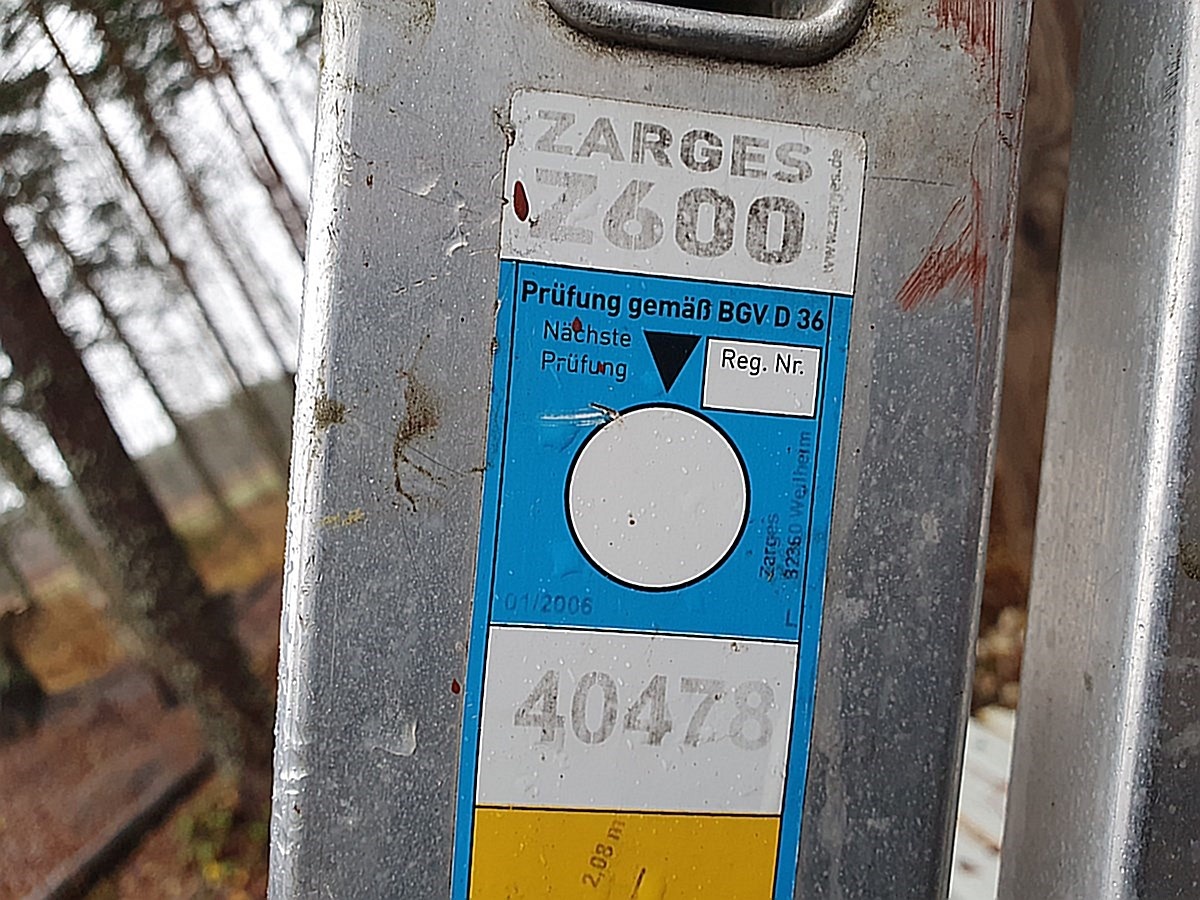 ZARGES
Z600
www.zarges.de
Prüfung gemäß BGV D 36
Nächste
Prüfung
Reg. Nr.
Zarges
82360 Weilheim
01/2006
40478
2,08 m